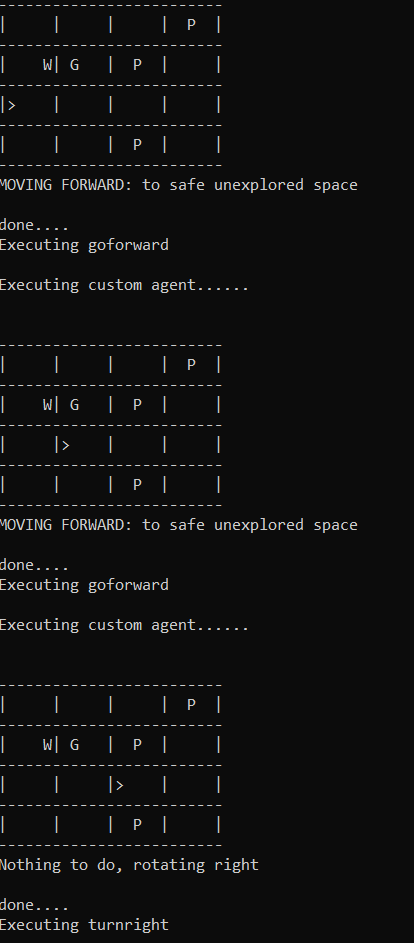 -------------------------
|     |     |     |  P  |
-------------------------
|    W| G   |  P  |     |
-------------------------
|>    |     |     |     |
-------------------------
|     |     |  P  |     |
-------------------------
MOVING FORWARD: to safe unexplored space
done....
Executing goforward
Executing custom agent......
-------------------------
|     |     |     |  P  |
-------------------------
|    W| G   |  P  |     |
-------------------------
|     |>    |     |     |
-------------------------
|     |     |  P  |     |
-------------------------
MOVING FORWARD: to safe unexplored space
done....
Executing goforward
Executing custom agent......
-------------------------
|     |     |     |  P  |
-------------------------
|    W| G   |  P  |     |
-------------------------
|     |     |>    |     |
-------------------------
|     |     |  P  |     |
-------------------------
Nothing to do, rotating right
done....
Executing turnright